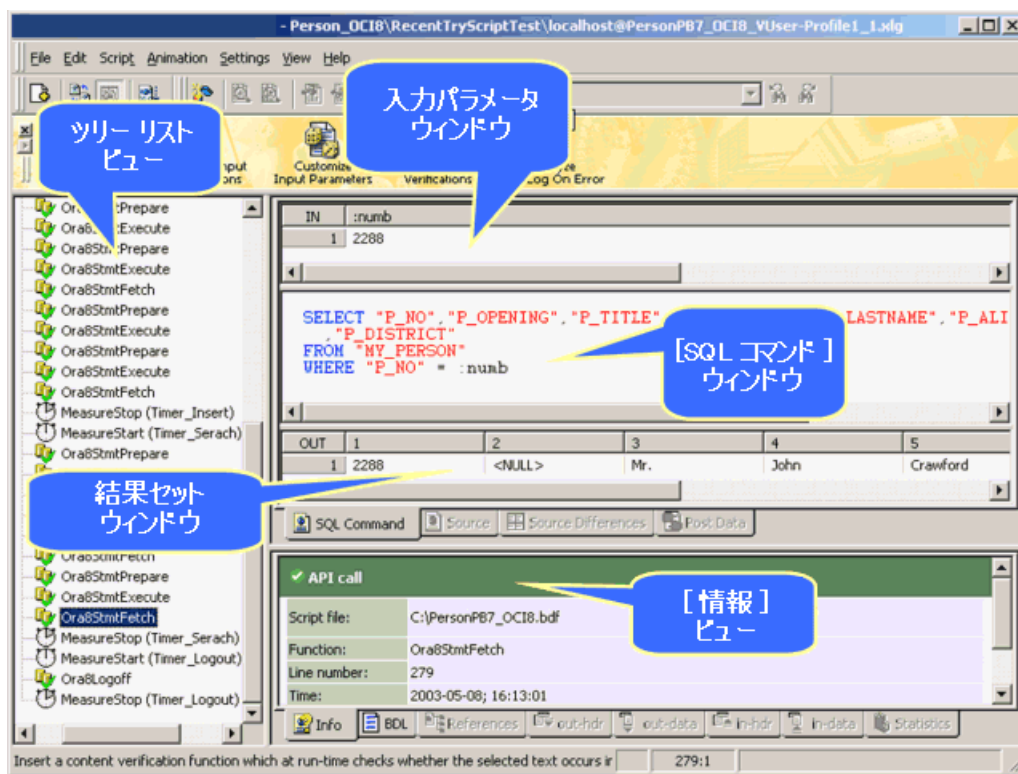 - Person_OCI8\RecentTryScriptTest\localhost@PersonPB7_OCI8_VUser-Profile1_1.xlg
File Edit Script Animation Settings View Help
ツリー リスト
ビュー
入力パラメータ
ウィンドウ
Customize
Input Parameters
Verifications
Log On Error
Ora8StmtExecute
Ora8StmtFetch
Ora8StmtPrepare
Ora8StmtExecute
Ora8StmtPrepare
Ora8StmtExecute
Ora8StmtFetch
MeasureStop (Timer_Insert)
MeasureStart (Timer_Serach)
Ora8StmtPrepare
Ora8StmtPrepare
Ora8StmtExecute
Ora8StmtFetch
MeasureStop (Timer_Serach)
MeasureStart (Timer_Logout)
Ora8Logoff
MeasureStop (Timer_Logout)
IN :numb
1 2288
SELECT "P_NO","P_OPENING","P_TITLE" LASTNAME","P_ALI
,"P_DISTRICT"
FROM "MY_PERSON"
WHERE "P_NO" = :numb
[SQL コマンド ]
ウィンドウ
OUT 1 2 3 4 5
1 2288 <NULL> Mr. John Crawford
結果セット
ウィンドウ
SQL Command Source Source Differences Post Data
API call
Script file: C:\PersonPB7_OCI8.bdf
Function: Ora8StmtFetch
Line number: 279
Time: 2003-05-08; 16:13:01
[ 情報 ]
ビュー
Info BDL References out-hdr out-data in-hdr in-data Statistics
Insert a content verification function which at run-time checks whether the selected text occurs ir 279:1